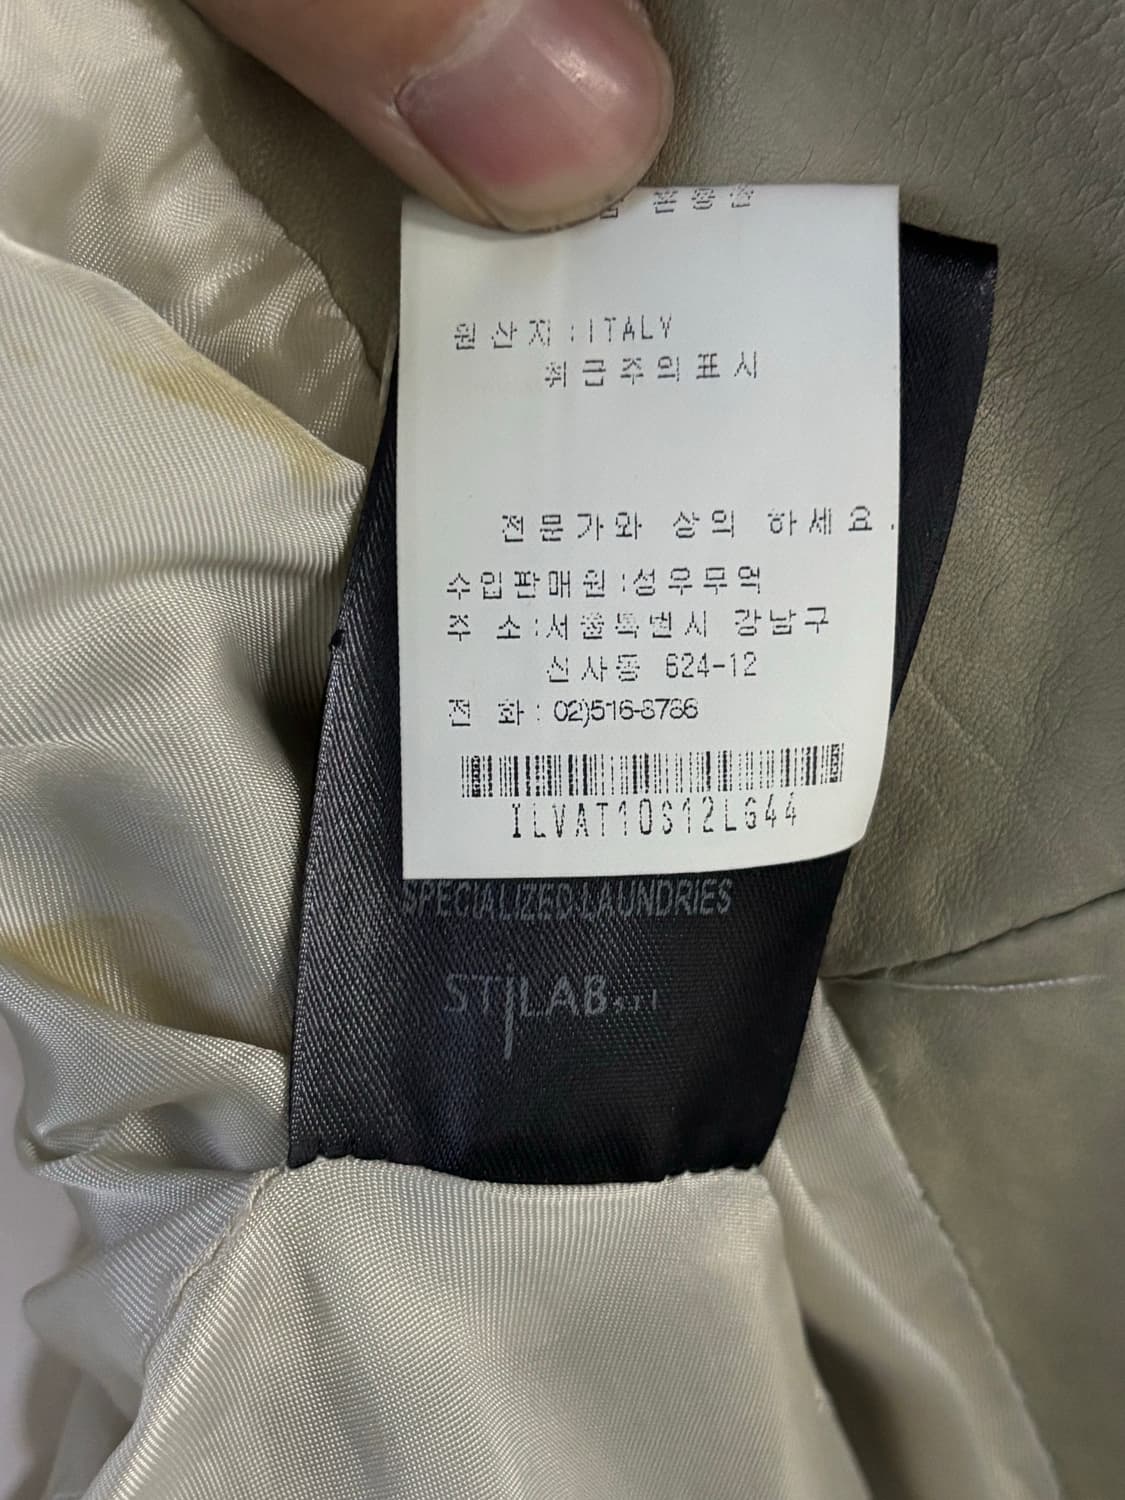 원산지 : ITALY
취급주의표시
전문가와 상의 하세요.
수입판매원 : 성우무역
주 소 : 서울특별시 강남구
신사동 624-12
전 화 : 02)516-8786
ILVAT10S12LG44
SPECIALIZED LAUNDRIES
STJLAB s.r.l